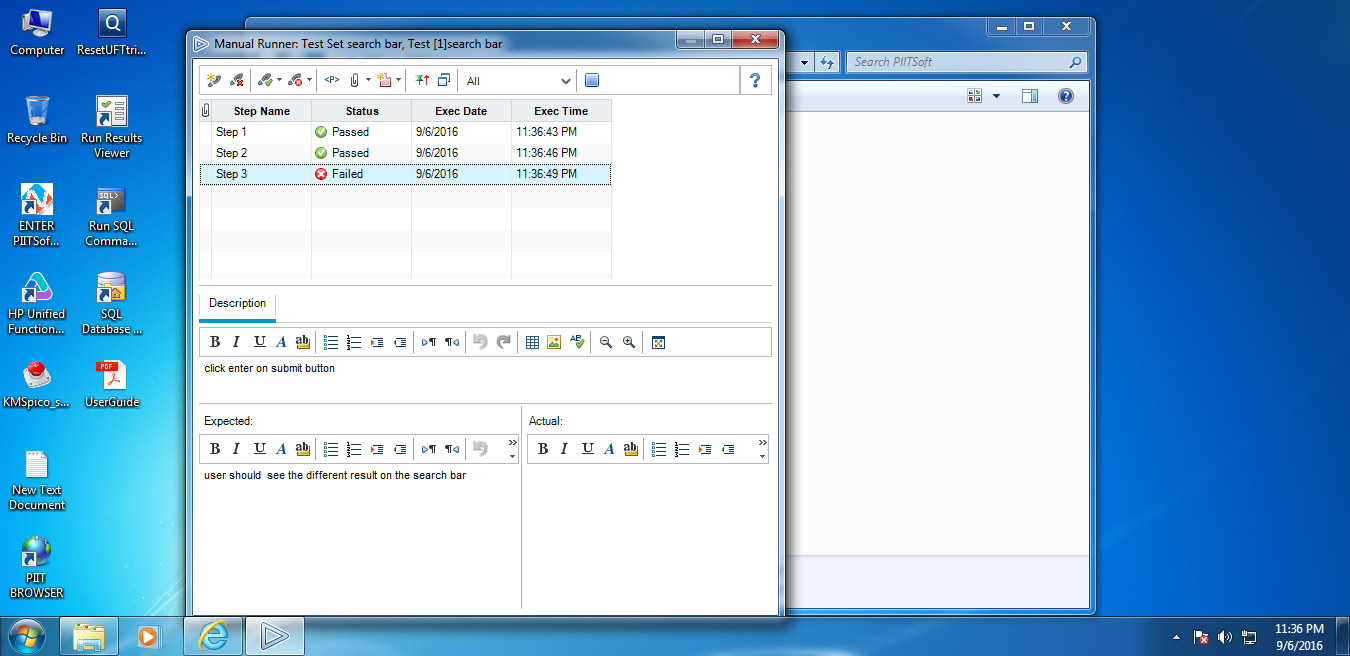 Computer
ResetUFTtri...
Recycle Bin
Run Results
Viewer
ENTER
PIITSof...
SQL>
Run SQL
Comma...
HP Unified
Function...
SQL
Database ...
KMSpico_s...
PDF
UserGuide
New Text
Document
PIIT
BROWSER
Manual Runner: Test Set search bar, Test [1]search bar
<P>
All
?
Step Name Status Exec Date Exec Time
Step 1 Passed 9/6/2016 11:36:43 PM
Step 2 Passed 9/6/2016 11:36:46 PM
Step 3 Failed 9/6/2016 11:36:49 PM
Description
B I U A ab
click enter on submit button
Expected:
B I U A ab
user should  see the different result on the search bar
Actual:
B I U A ab
Search PIITSoft
?
11:36 PM
9/6/2016